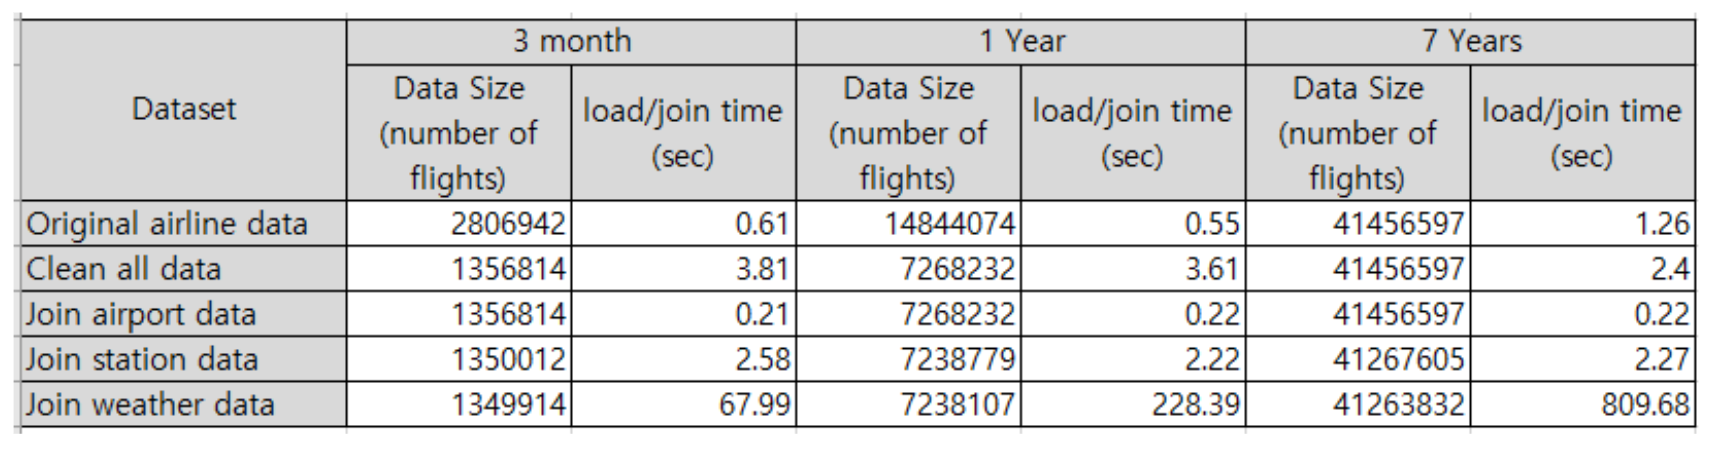 Dataset 3 month 1 Year 7 Years
Data Size (number of flights) load/join time (sec) Data Size (number of flights) load/join time (sec) Data Size (number of flights) load/join time (sec)
Original airline data 2806942 0.61 14844074 0.55 41456597 1.26
Clean all data 1356814 3.81 7268232 3.61 41456597 2.4
Join airport data 1356814 0.21 7268232 0.22 41456597 0.22
Join station data 1350012 2.58 7238779 2.22 41267605 2.27
Join weather data 1349914 67.99 7238107 228.39 41263832 809.68